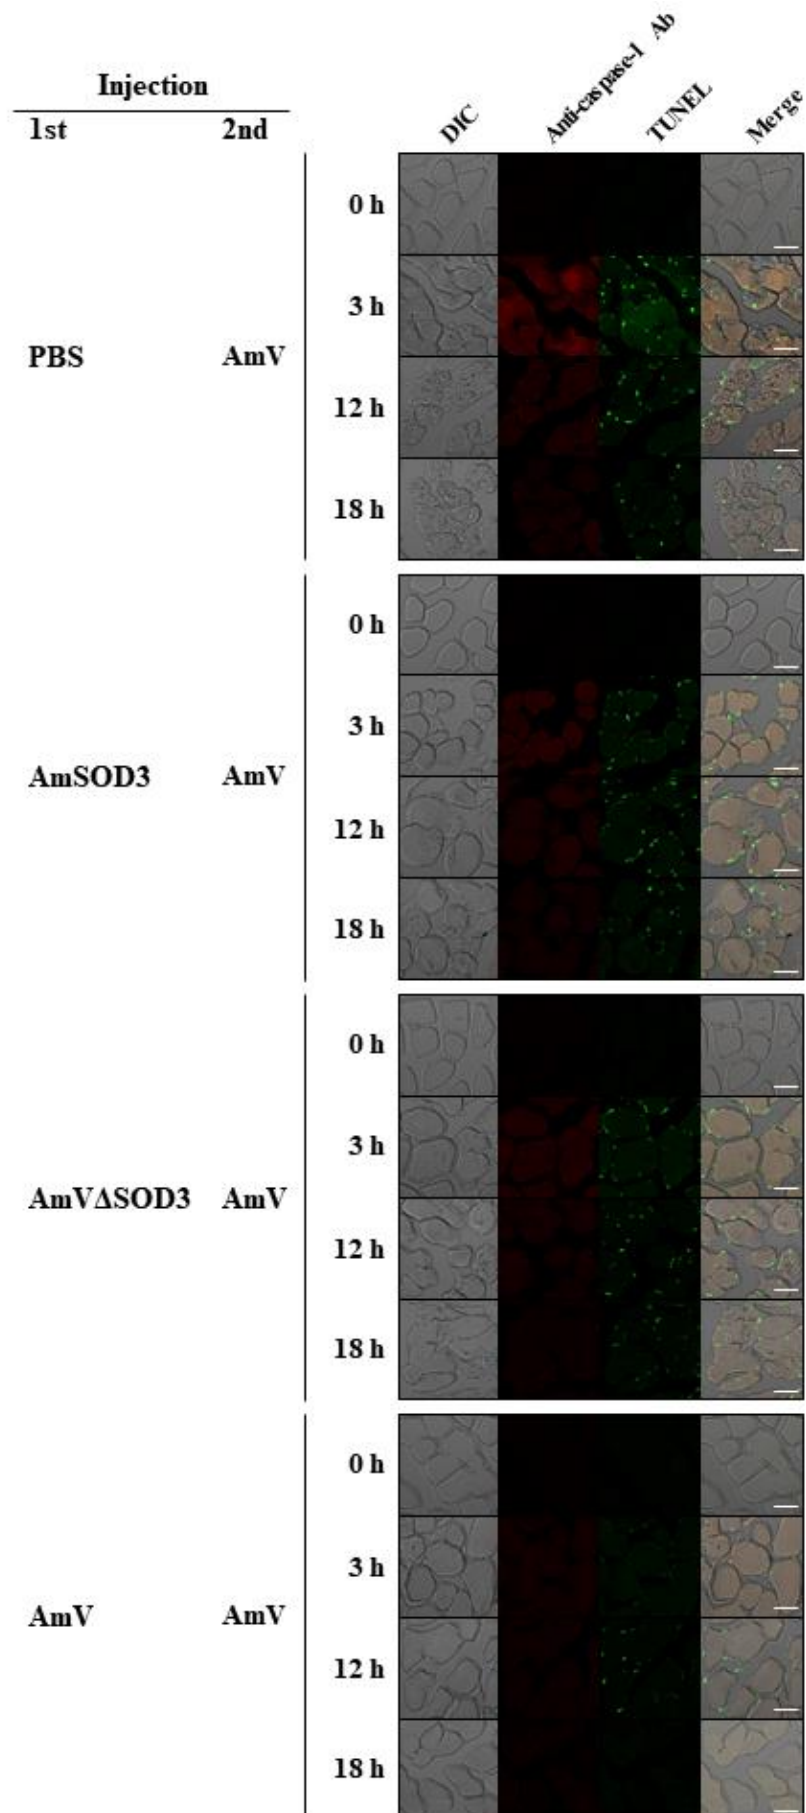 Injection
1st 2nd
DIC Anti-caspase-1 Ab TUNEL Merge
0 h
3 h
PBS AmV
12 h
18 h
0 h
3 h
AmSOD3 AmV
12 h
18 h
0 h
3 h
AmVΔSOD3 AmV
12 h
18 h
0 h
3 h
AmV AmV
12 h
18 h